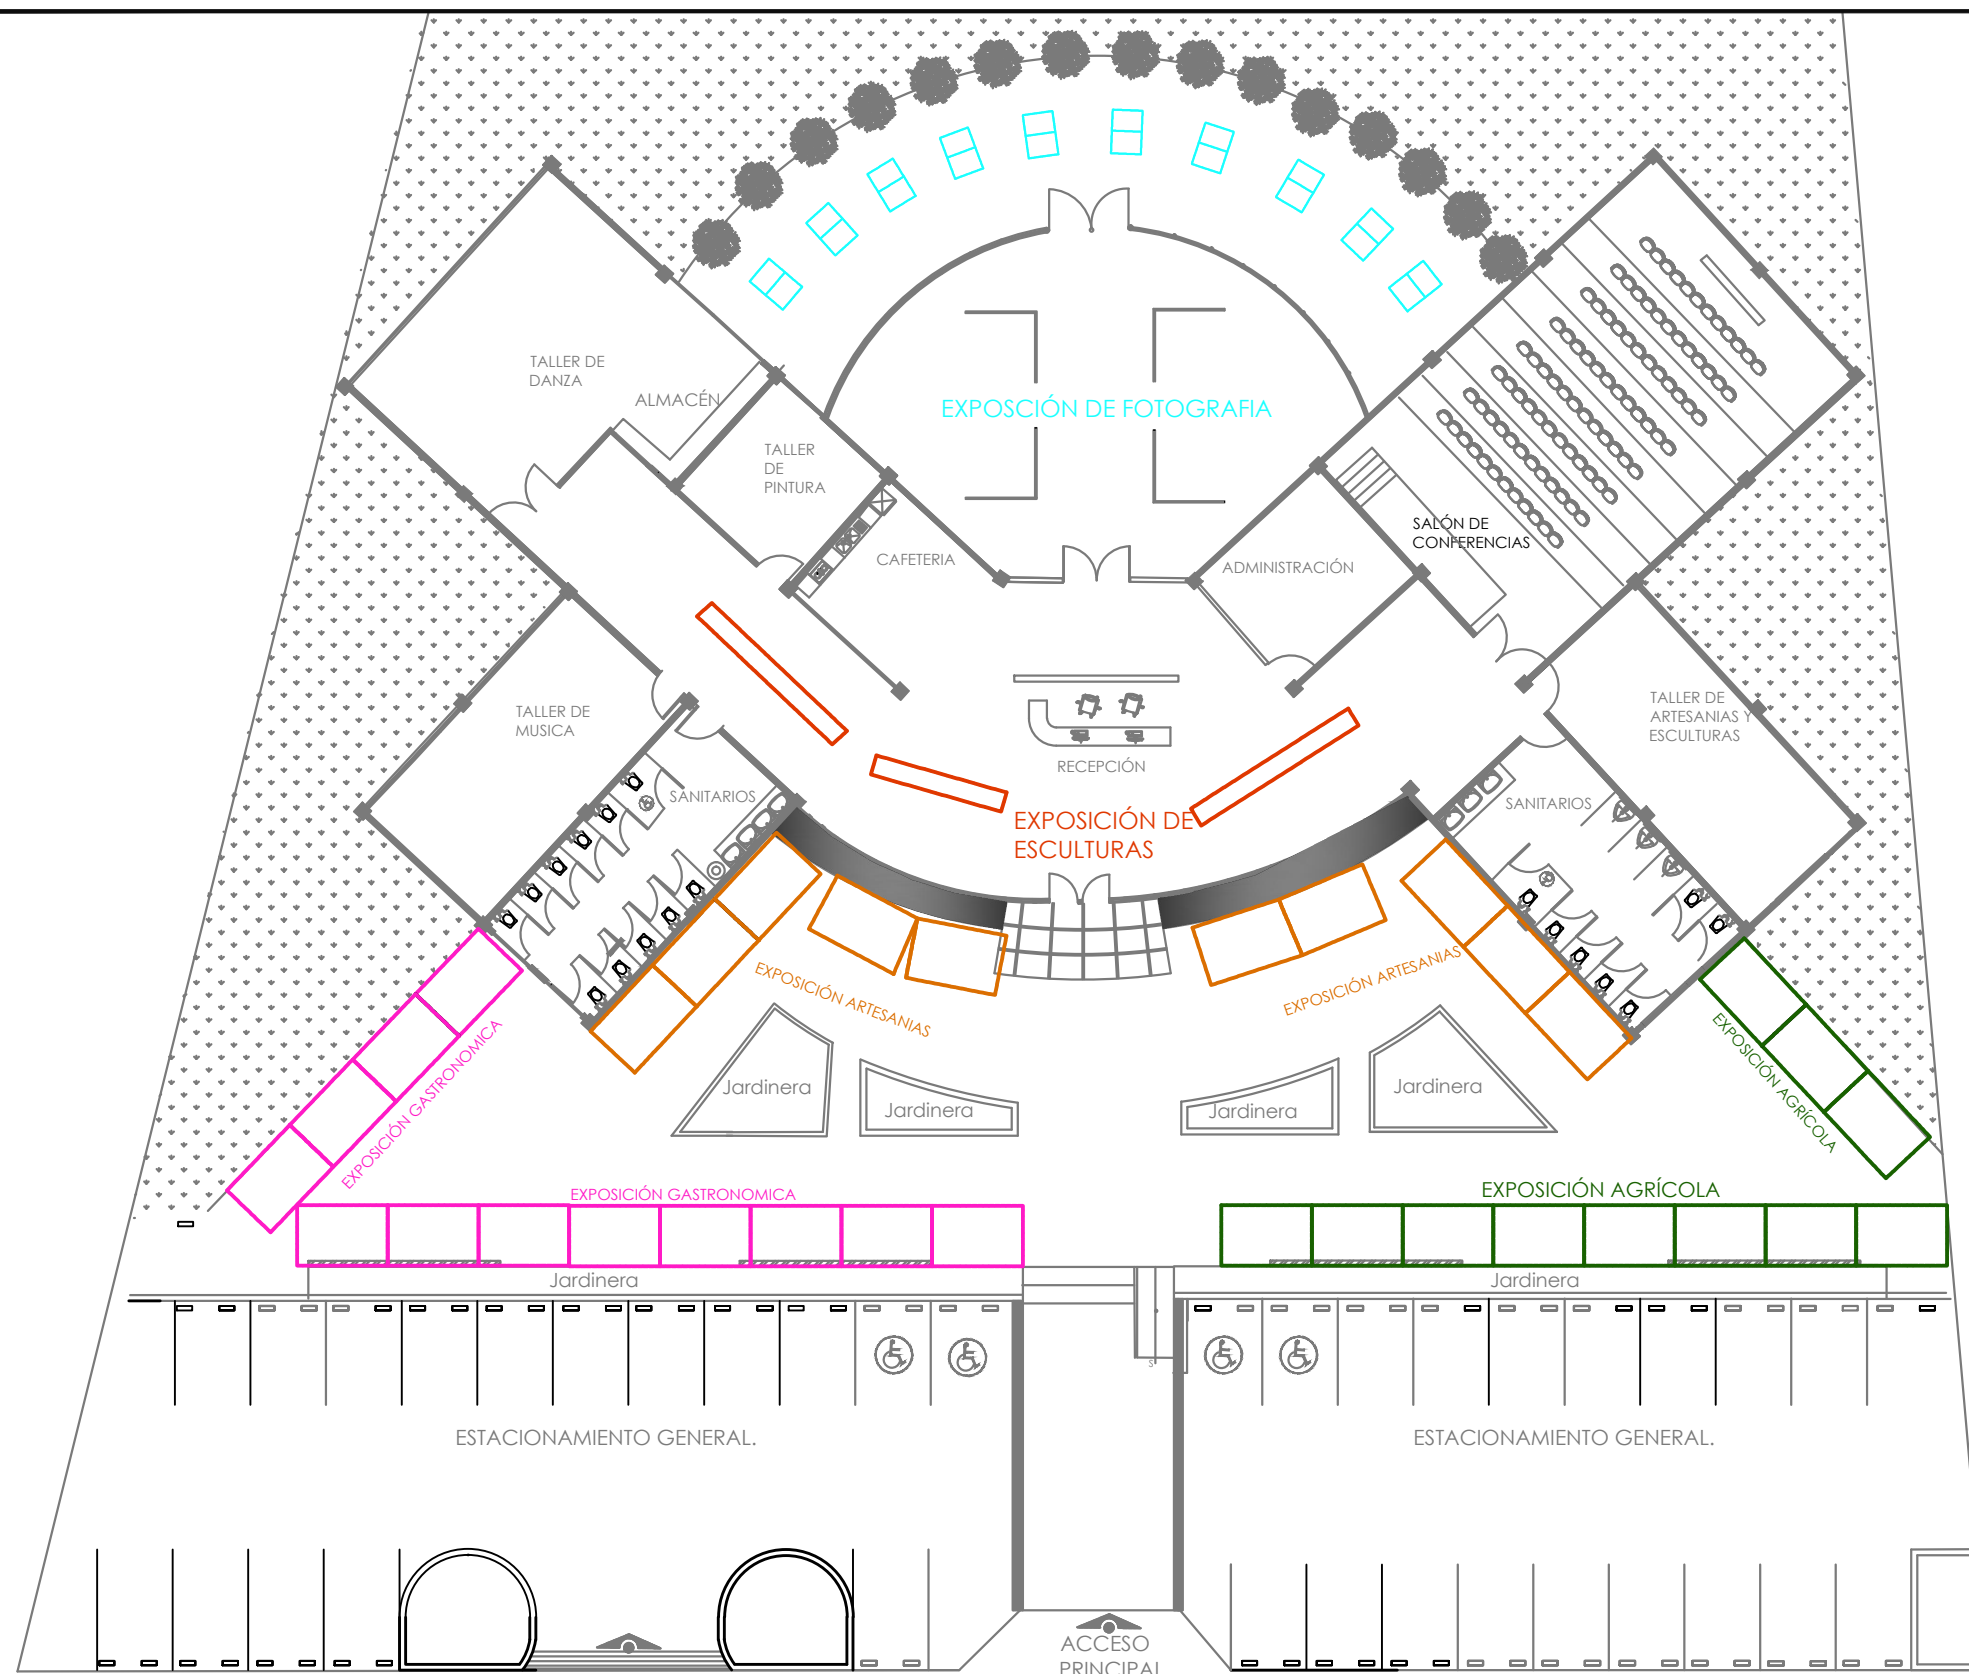 TALLER DE
DANZA
ALMACÉN
EXPOSCIÓN DE FOTOGRAFIA
TALLER
DE
PINTURA
CAFETERIA
ADMINISTRACIÓN
SALÓN DE
CONFERENCIAS
TALLER DE
MUSICA
TALLER DE
ARTESANIAS Y
ESCULTURAS
RECEPCIÓN
SANITARIOS
SANITARIOS
EXPOSICIÓN DE
ESCULTURAS
EXPOSICIÓN ARTESANIAS
EXPOSICIÓN ARTESANIAS
EXPOSICIÓN GASTRONOMICA
EXPOSICIÓN AGRÍCOLA
Jardinera
Jardinera
Jardinera
Jardinera
EXPOSICIÓN GASTRONOMICA
EXPOSICIÓN AGRÍCOLA
Jardinera
Jardinera
S
ESTACIONAMIENTO GENERAL.
ESTACIONAMIENTO GENERAL.
ACCESO
PRINCIPAL